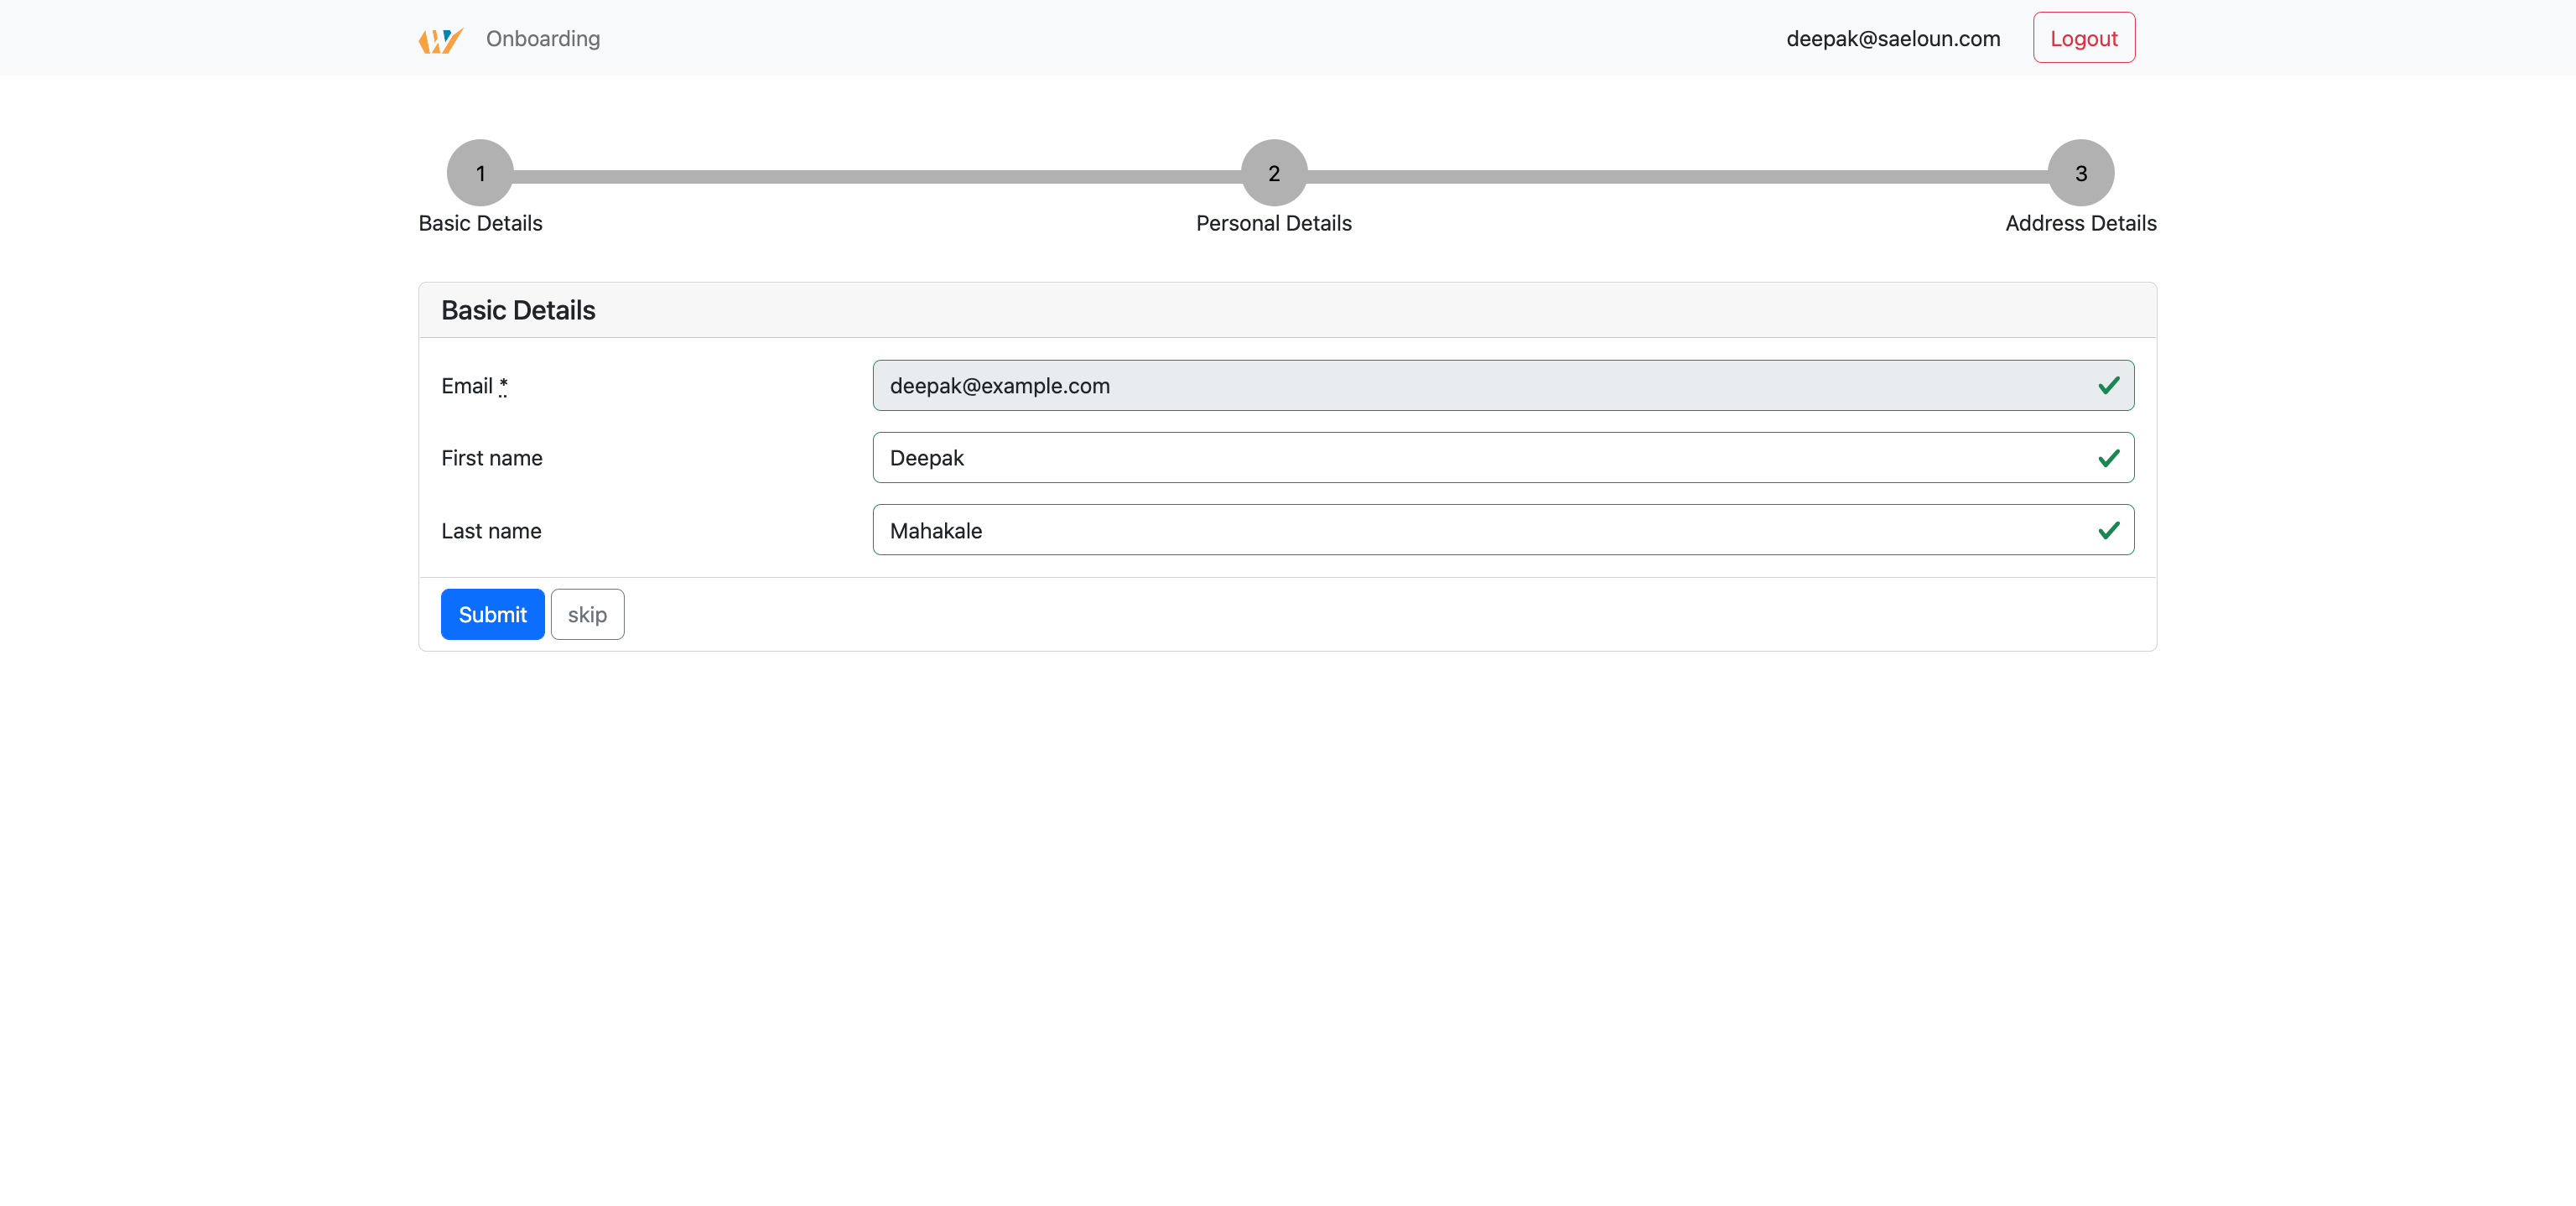 Onboarding deepak@saeloun.com Logout
1 2 3
Basic Details Personal Details Address Details
Basic Details
Email * deepak@example.com
First name Deepak
Last name Mahakale
Submit skip